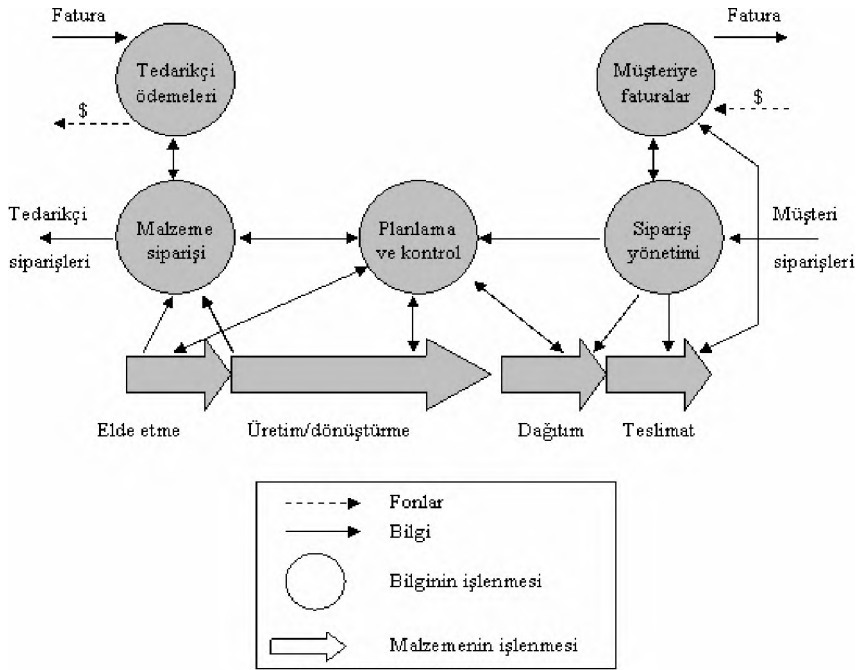 Fatura
Fatura
Tedarikçi
ödemeleri
Müşteriye
faturalar
$
$
Tedarikçi
siparişleri
Malzeme
siparişi
Planlama
ve kontrol
Sipariş
yönetimi
Müşteri
siparişleri
Elde etme
Üretim/dönüştürme
Dağıtım
Teslimat
Fonlar
Bilgi
Bilginin işlenmesi
Malzemenin işlenmesi